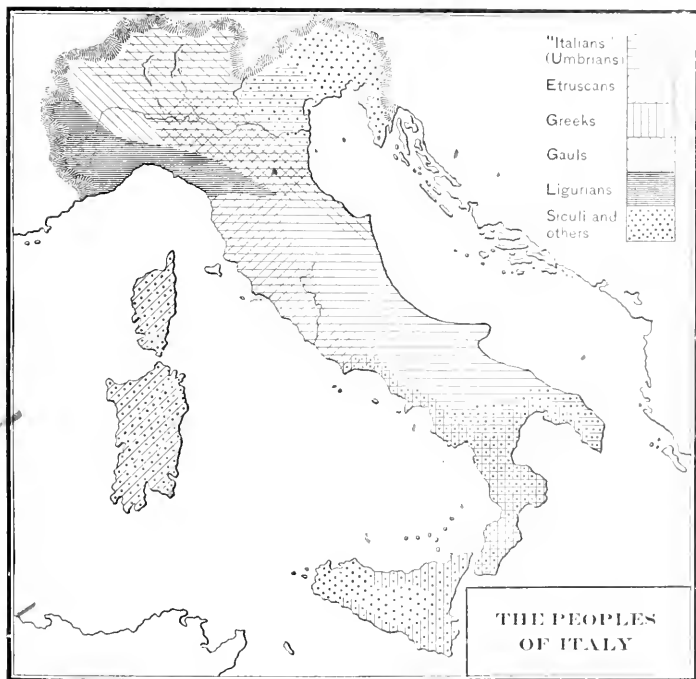 "Italians"
(Umbrians)
Etruscans
Greeks
Gauls
Ligurians
Siculi and
others
THE PEOPLES
OF ITALY